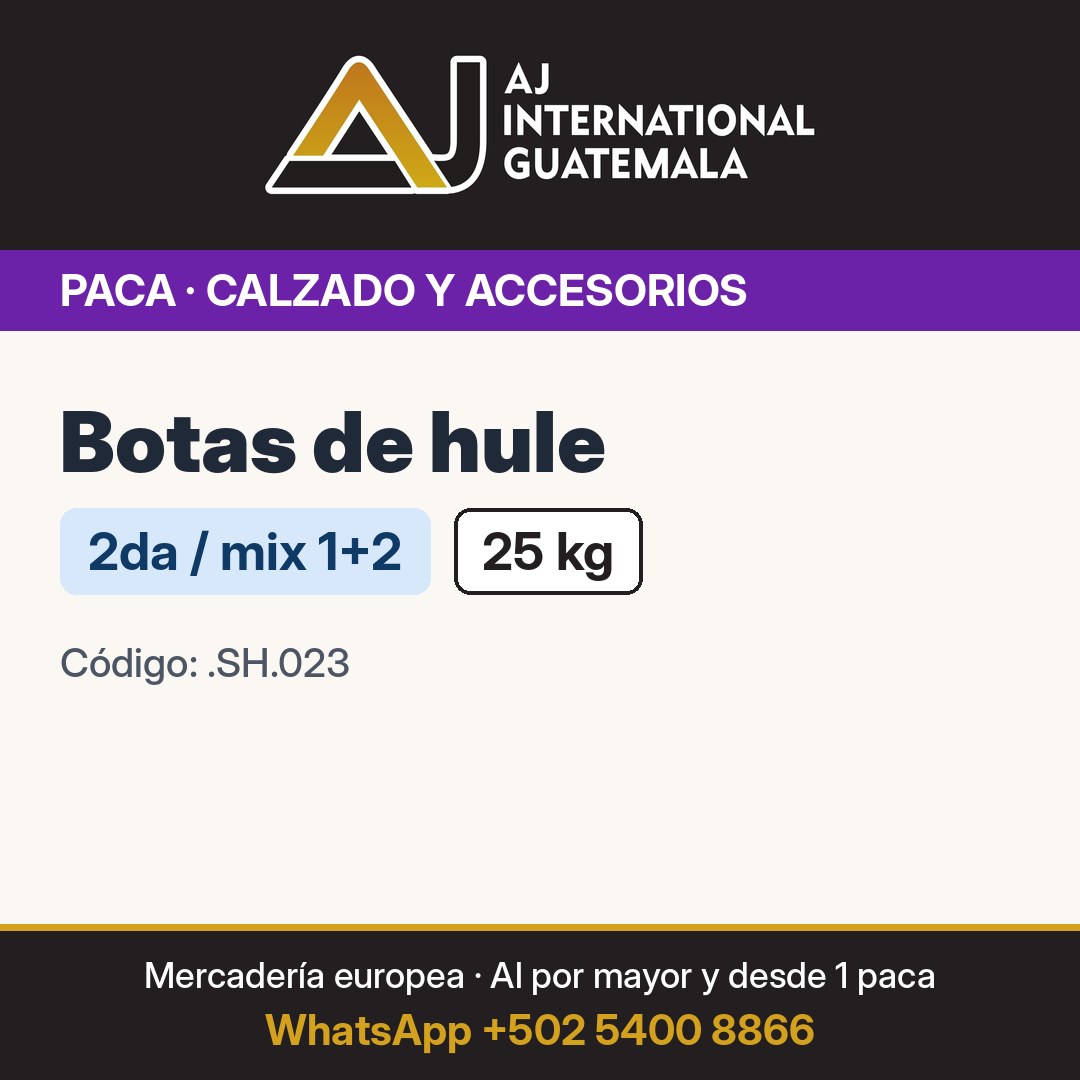 AJ
INTERNATIONAL
GUATEMALA
PACA · CALZADO Y ACCESORIOS
Botas de hule
2da / mix 1+2
25 kg
Código: .SH.023
Mercadería europea · Al por mayor y desde 1 paca
WhatsApp +502 5400 8866